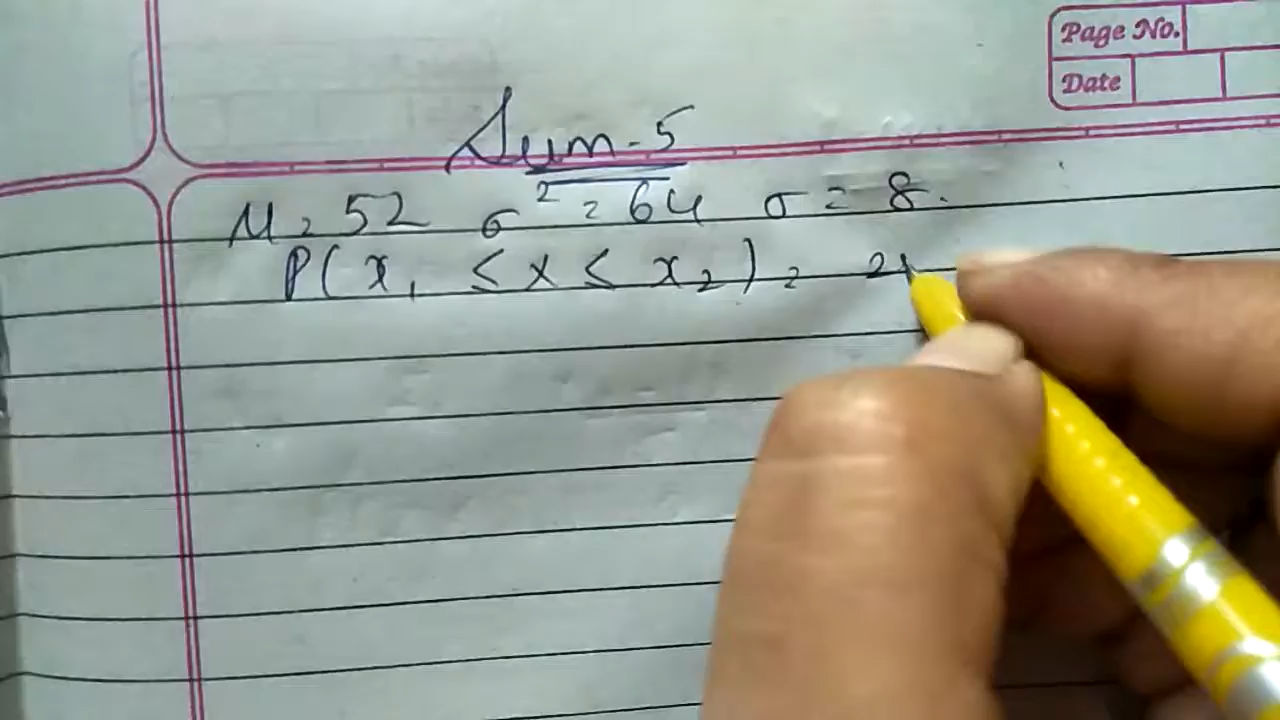 Page No.
Date
Sum-5
μ = 52 σ² = 64 σ = 8.
P(x₁ ≤ x ≤ x₂) =